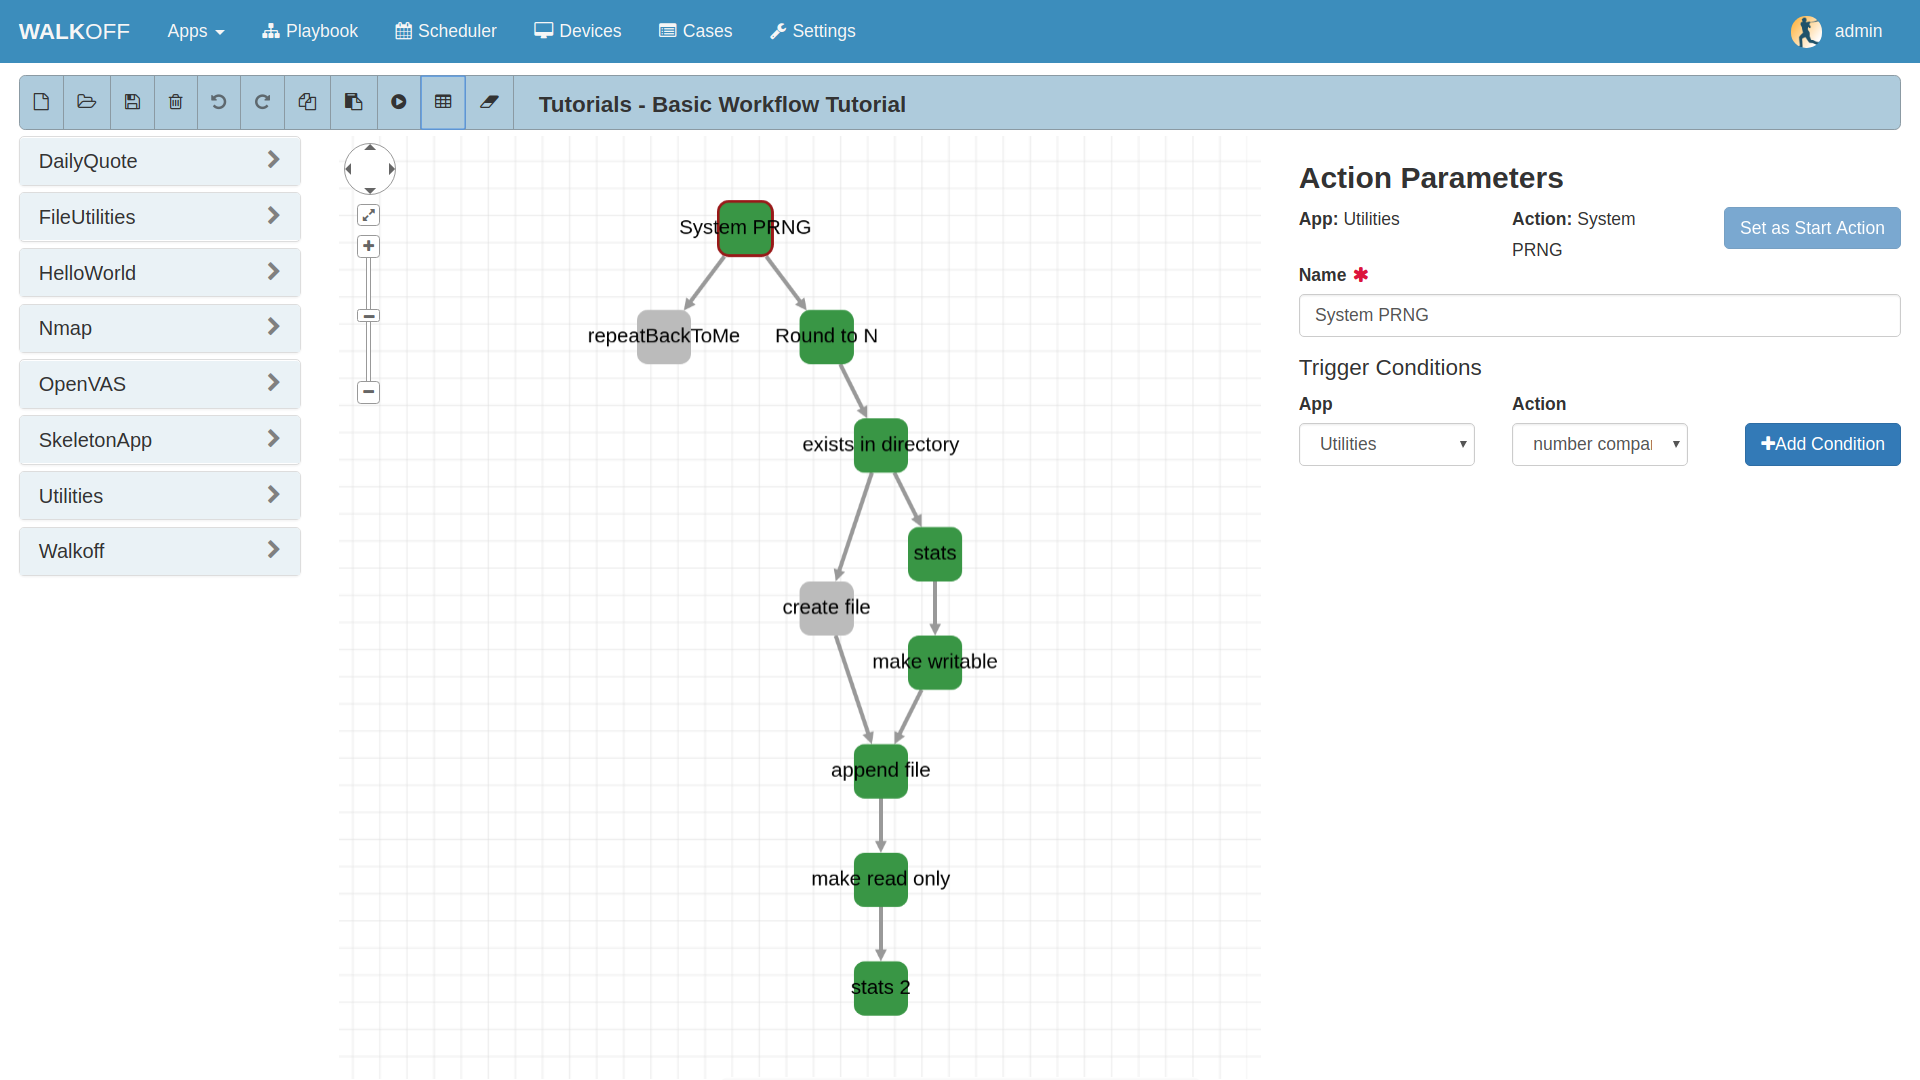 WALKOFF Apps Playbook Scheduler Devices Cases Settings admin
Tutorials - Basic Workflow Tutorial
DailyQuote
FileUtilities
HelloWorld
Nmap
OpenVAS
SkeletonApp
Utilities
Walkoff
System PRNG
repeatBackToMe
Round to N
exists in directory
stats
create file
make writable
append file
make read only
stats 2
Action Parameters
App: Utilities
Action: System
PRNG
Set as Start Action
Name
System PRNG
Trigger Conditions
App
Action
Utilities
number compar
Add Condition